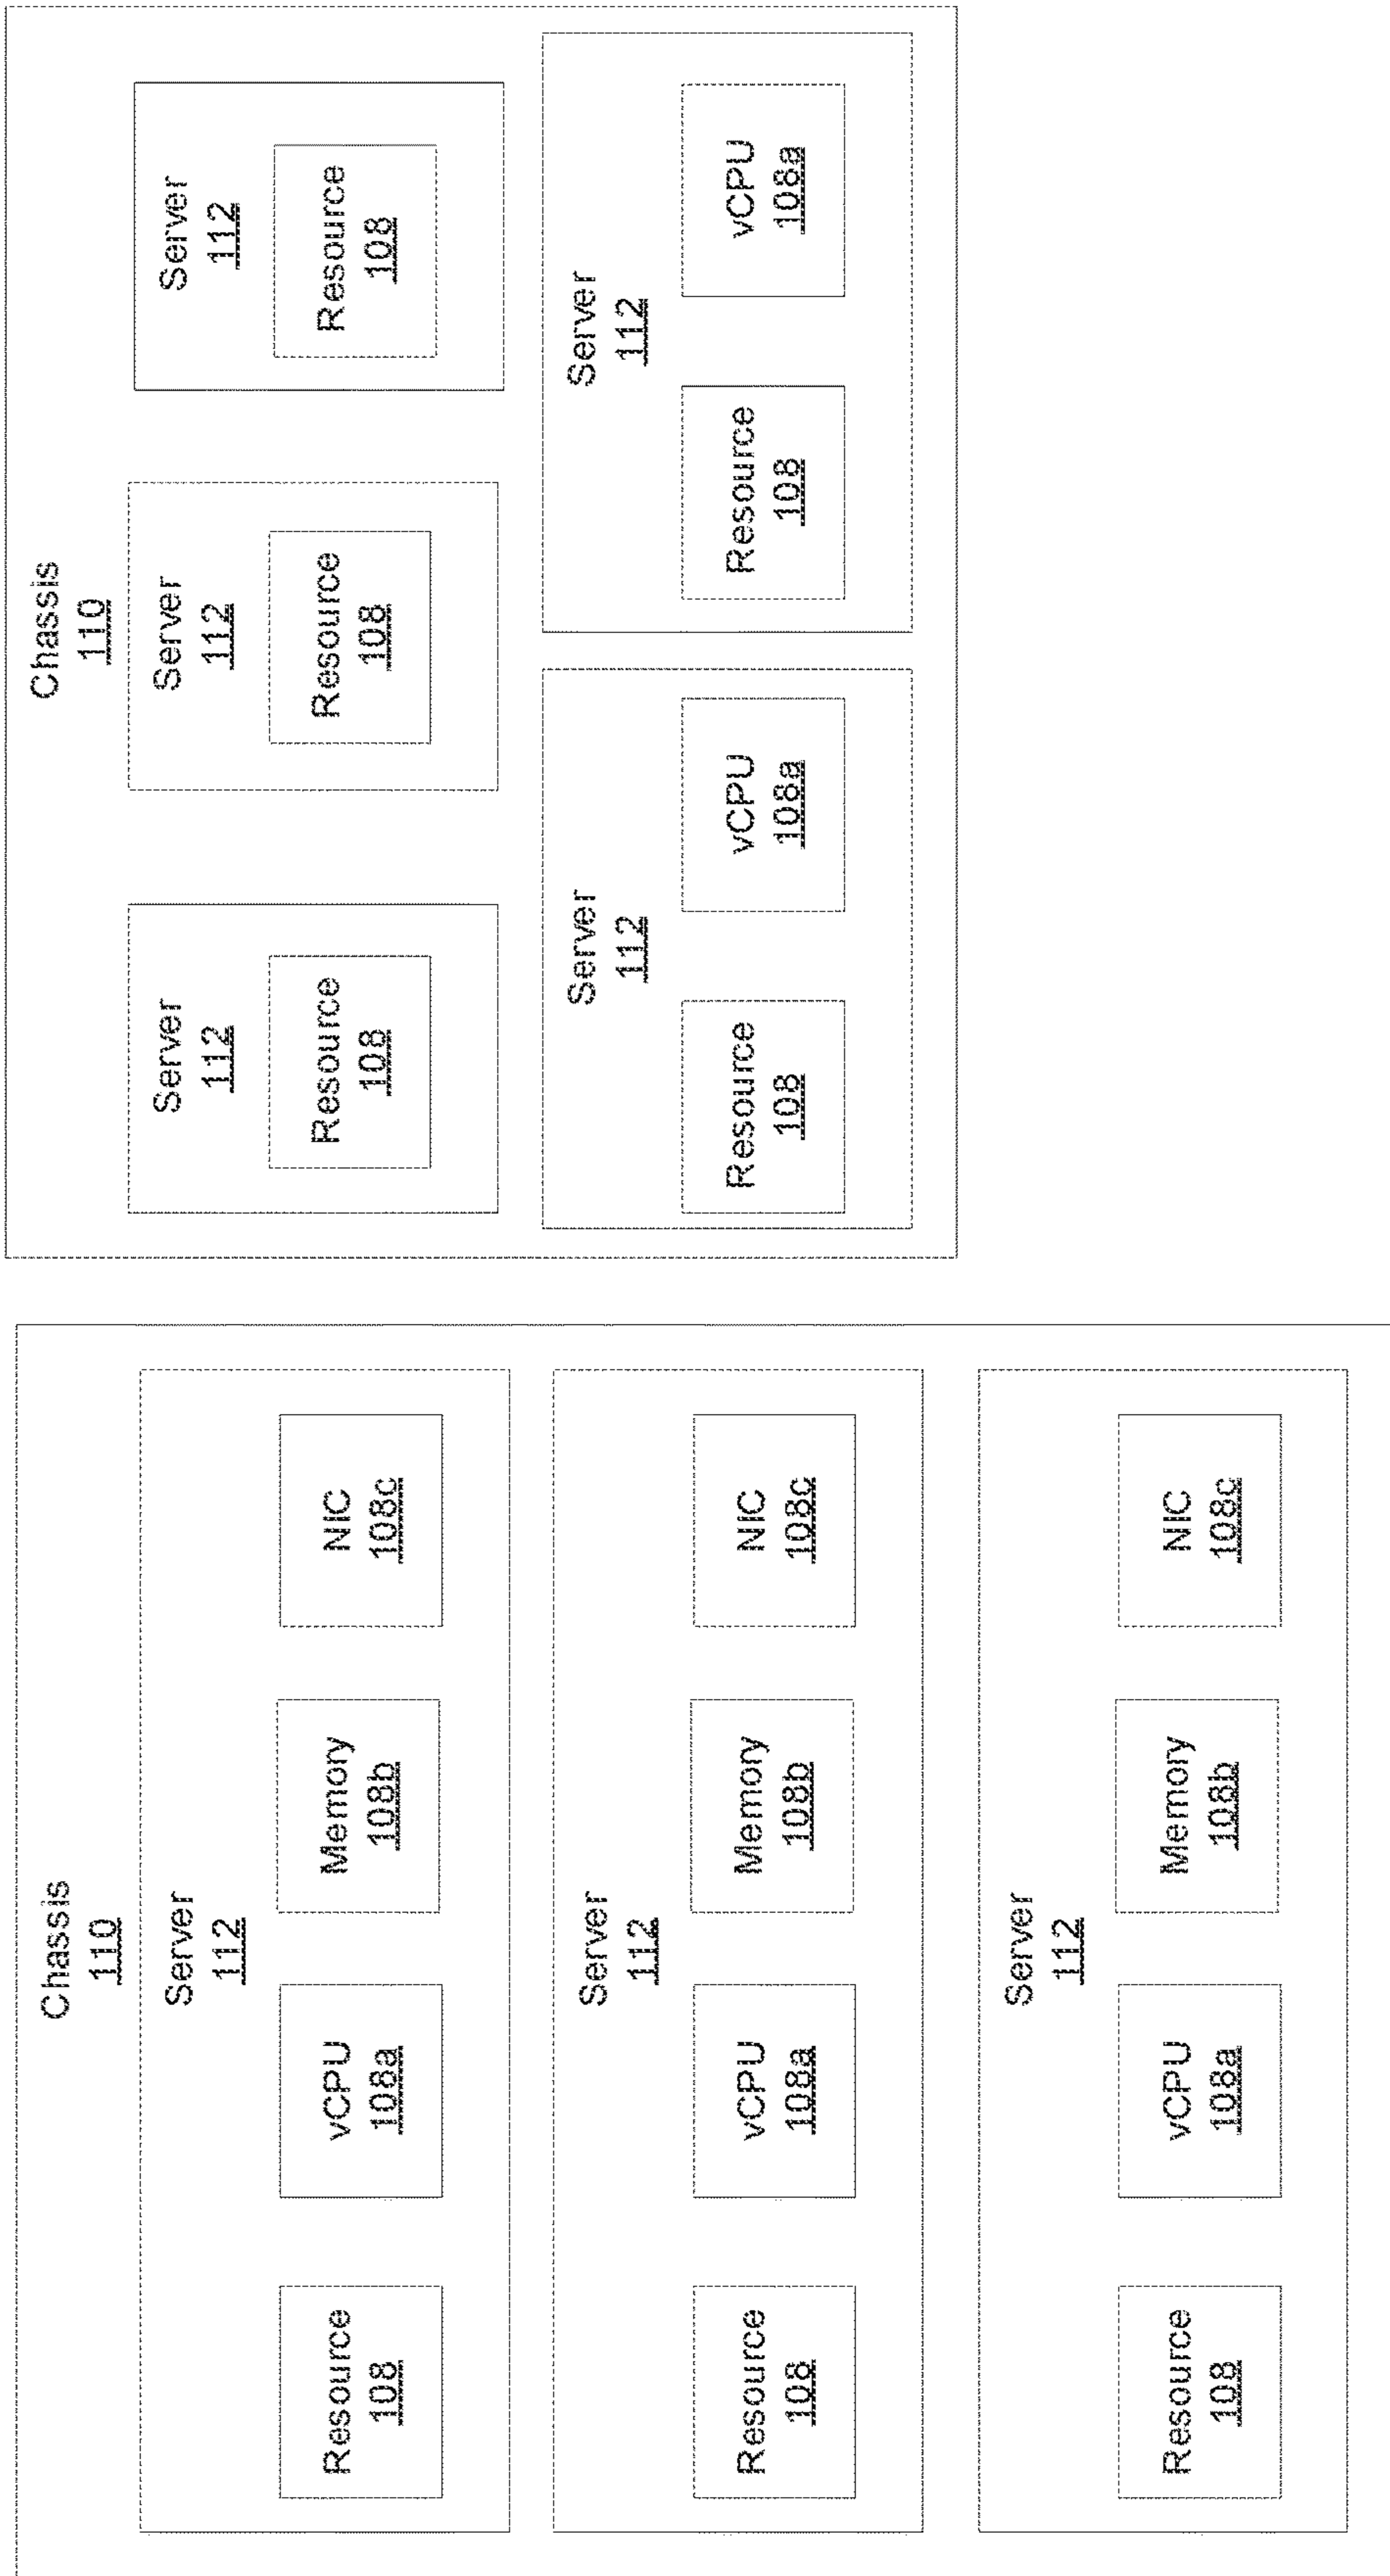 Chassis
110
Server
112
Resource
108
vCPU
108a
Memory
108b
NIC
108c
Server
112
Resource
108
vCPU
108a
Memory
108b
NIC
108c
Server
112
Resource
108
vCPU
108a
Memory
108b
NIC
108c
Chassis
110
Server
112
Resource
108
Server
112
Resource
108
Server
112
Resource
108
Server
112
Resource
108
vCPU
108a
Server
112
Resource
108
vCPU
108a